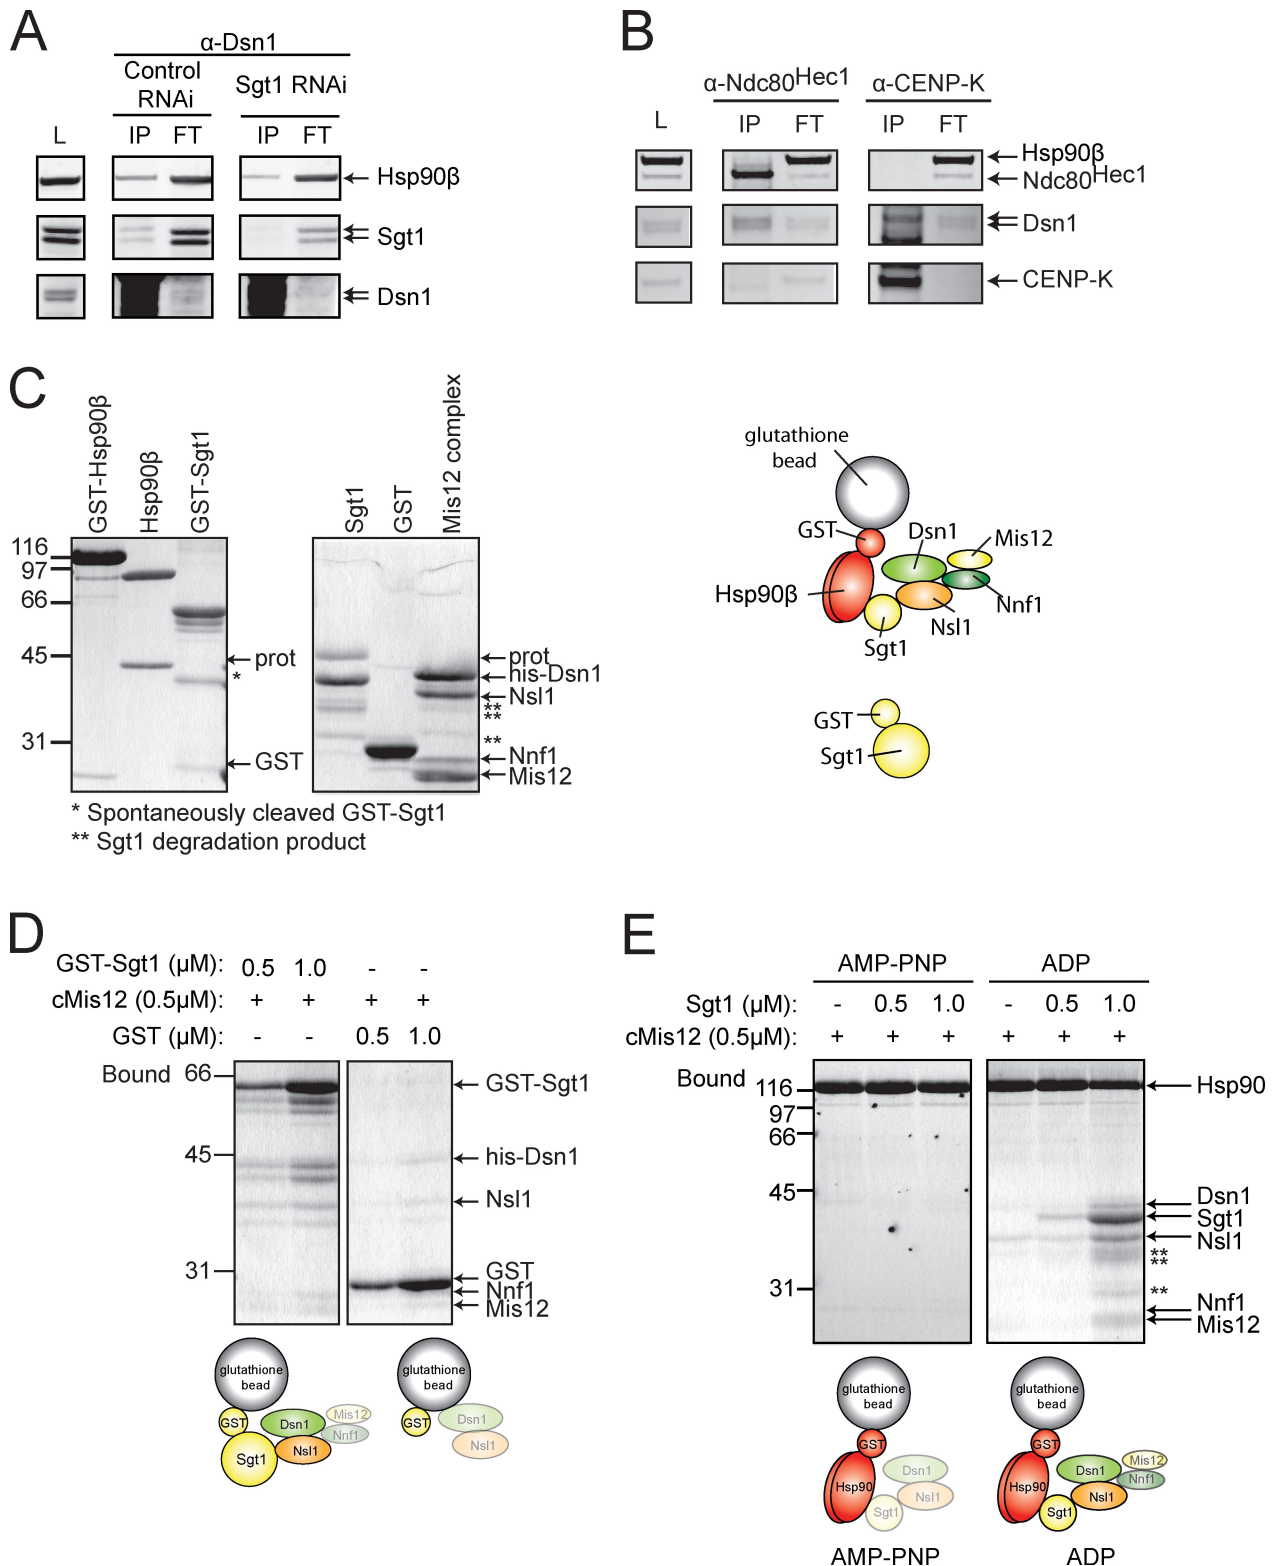 A
α-Dsn1
Control RNAi
Sgt1 RNAi
L
IP
FT
IP
FT
Hsp90β
Sgt1
Dsn1
B
α-Ndc80Hec1
α-CENP-K
L
IP
FT
IP
FT
Hsp90β
Ndc80Hec1
Dsn1
CENP-K
C
GST-Hsp90β
Hsp90β
GST-Sgt1
Sgt1
GST
Mis12 complex
116
97
66
45
31
prot
*
GST
prot
his-Dsn1
Nsl1
**
**
**
Nnf1
Mis12
* Spontaneously cleaved GST-Sgt1
** Sgt1 degradation product
glutathione
bead
GST
Dsn1
Mis12
Hsp90β
Nnf1
Nsl1
Sgt1
GST
Sgt1
D
GST-Sgt1 (µM): 0.5 1.0 - -
cMis12 (0.5µM): + + + +
GST (µM): - - 0.5 1.0
Bound
66
45
31
GST-Sgt1
his-Dsn1
Nsl1
GST
Nnf1
Mis12
glutathione
bead
GST
Dsn1
Mis12
Nnf1
Sgt1
Nsl1
glutathione
bead
GST
Dsn1
Nsl1
E
AMP-PNP
ADP
Sgt1 (µM): - 0.5 1.0 - 0.5 1.0
cMis12 (0.5µM): + + + + + +
Bound
116
97
66
45
31
Hsp90
Dsn1
Sgt1
Nsl1
**
**
**
Nnf1
Mis12
glutathione
bead
GST
Dsn1
Hsp90
Nsl1
Sgt1
AMP-PNP
glutathione
bead
GST
Mis12
Dsn1
Nnf1
Hsp90
Nsl1
Sgt1
ADP